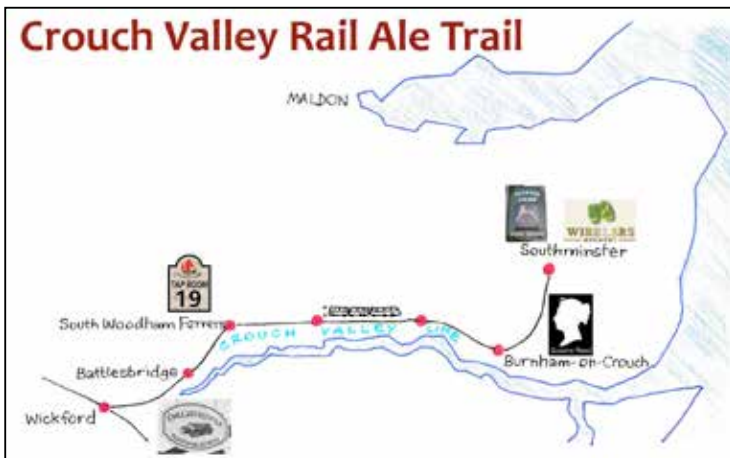 Crouch Valley Rail Ale Trail
MALDON
WIBBLERS
BREWERY
Southminster
TAP ROOM
19
South Woodham Ferrers
CROUCH VALLEY LINE
Burnham-on-Crouch
Battlesbridge
Wickford